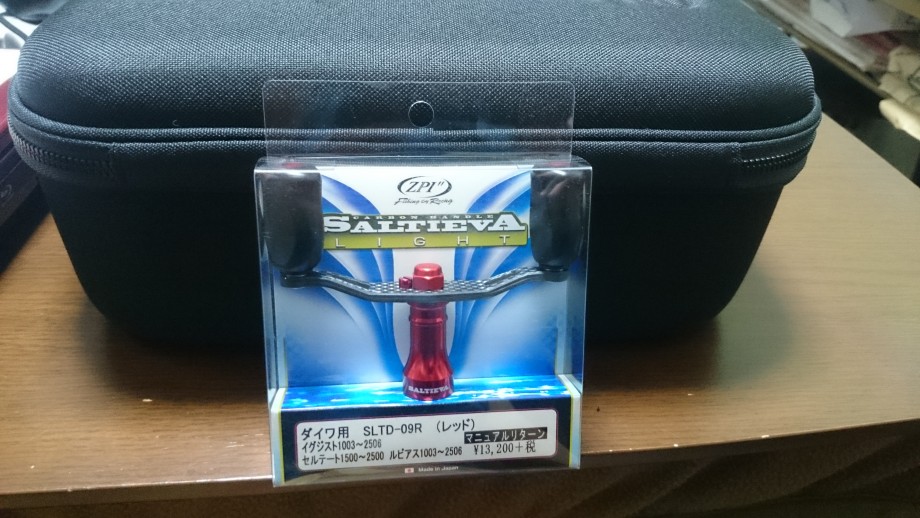 ZPI
Fishing in Racing
CARBON HANDLE
SALTIEVA
LIGHT
SALTIEVA
ダイワ用 SLTD-09R (レッド)
イグジスト1003～2506 マニュアルリターン
セルテート1500～2500 ルビアス1003～2506 ¥13,200+税
Made in Japan